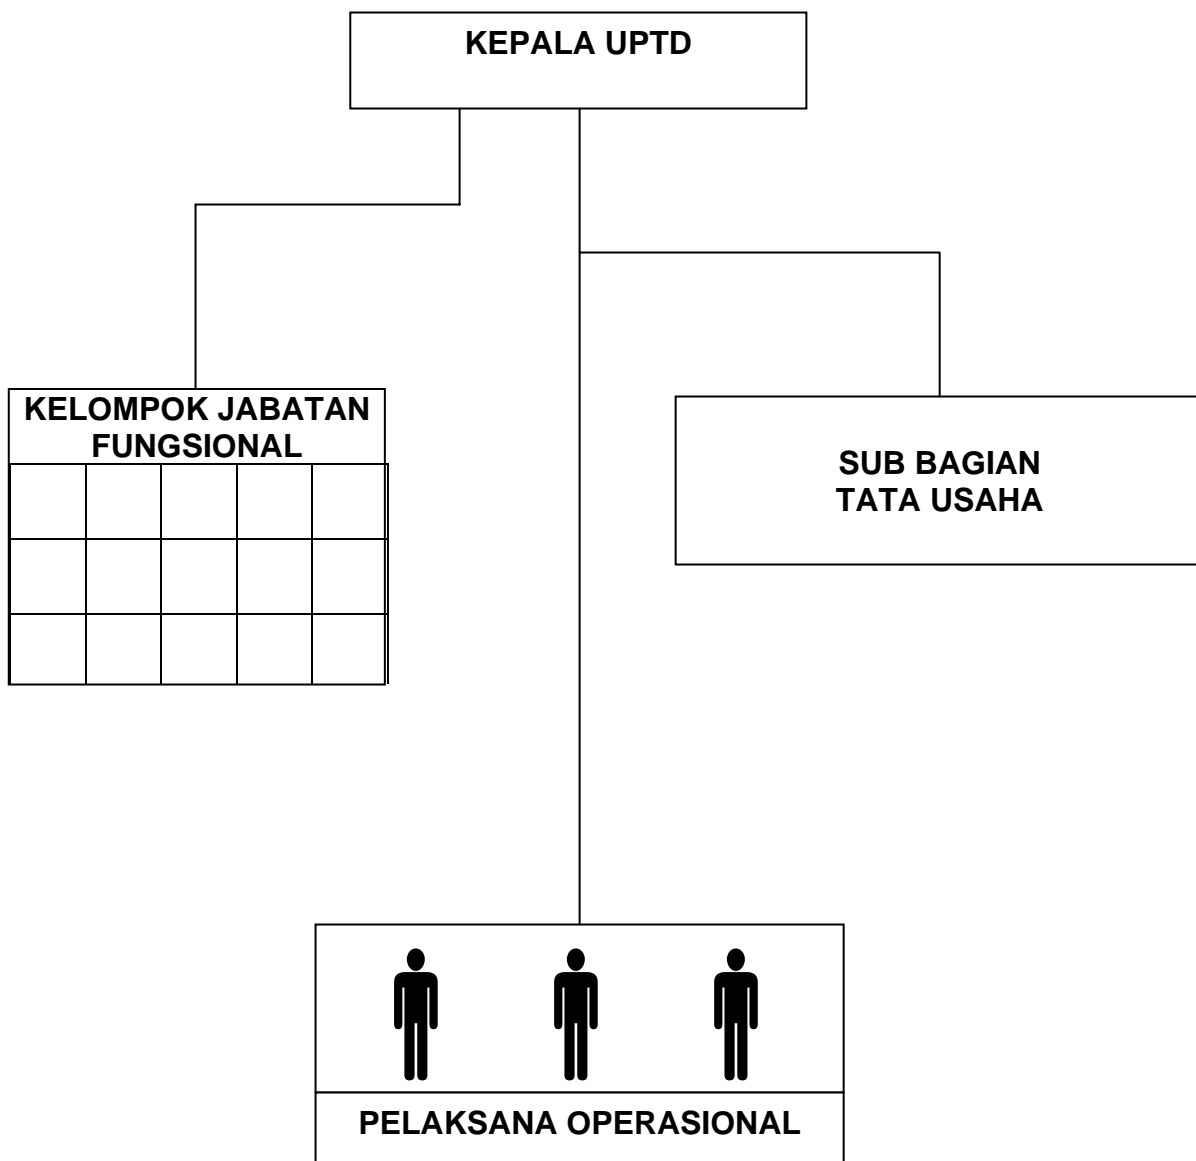 KEPALA UPTD
KELOMPOK JABATAN
FUNGSIONAL
SUB BAGIAN
TATA USAHA
PELAKSANA OPERASIONAL